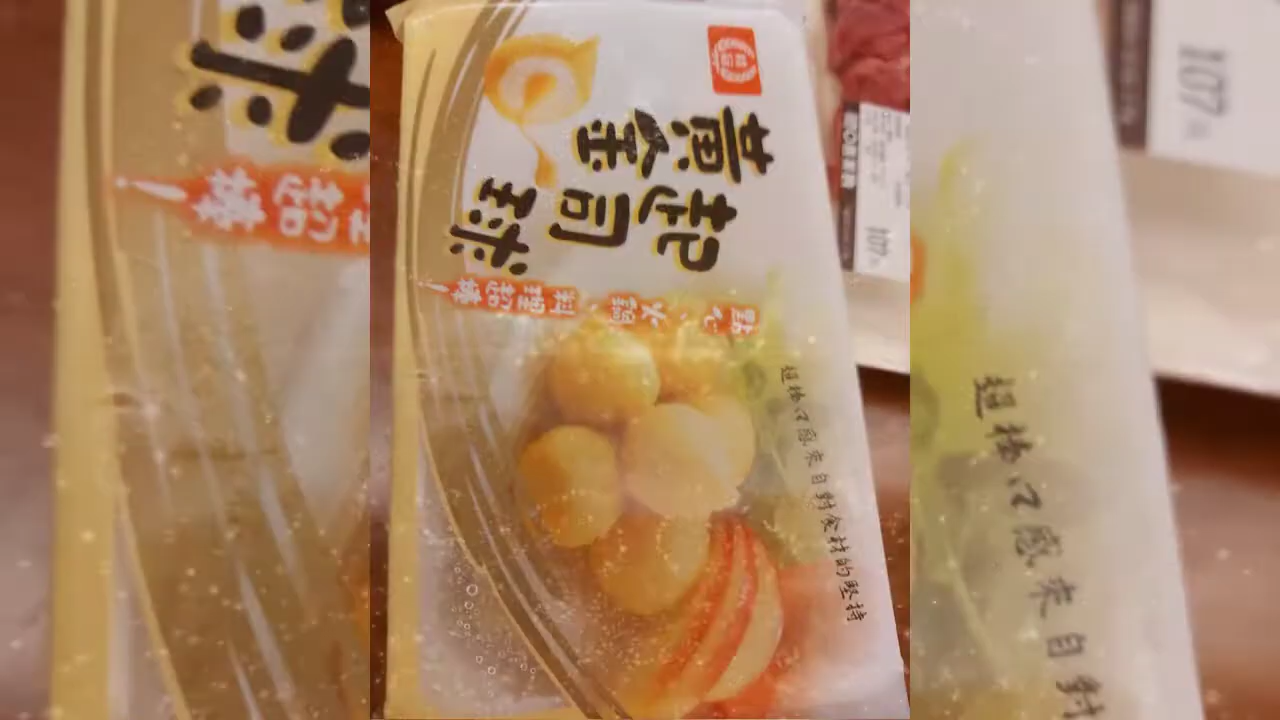 黃金
起司球
點心、火鍋
料理超棒！
超棒口感來自對食材的堅持
107